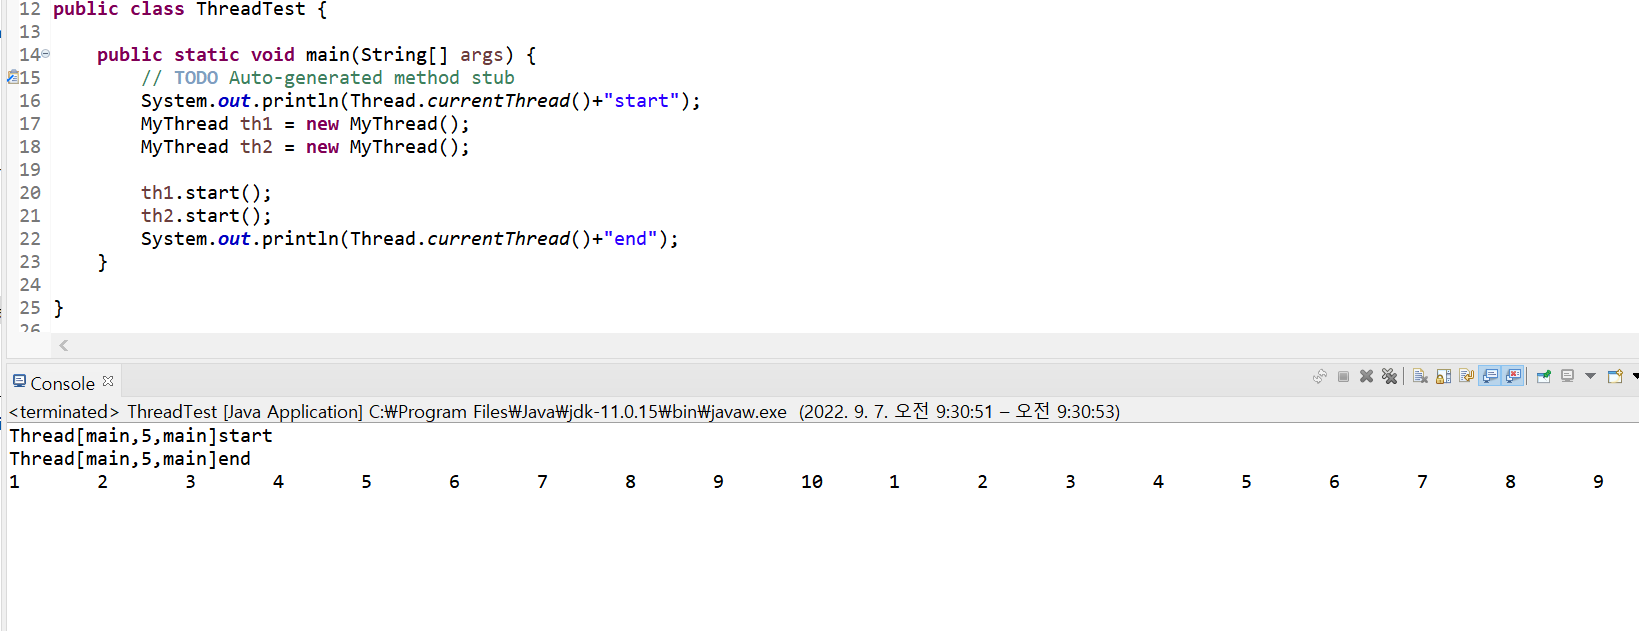 12 public class ThreadTest {
13
14 public static void main(String[] args) {
15 // TODO Auto-generated method stub
16 System.out.println(Thread.currentThread()+"start");
17 MyThread th1 = new MyThread();
18 MyThread th2 = new MyThread();
19
20 th1.start();
21 th2.start();
22 System.out.println(Thread.currentThread()+"end");
23 }
24
25 }
26
Console
<terminated> ThreadTest [Java Application] C:₩Program Files₩Java₩jdk-11.0.15₩bin₩javaw.exe (2022. 9. 7. 오전 9:30:51 – 오전 9:30:53)
Thread[main,5,main]start
Thread[main,5,main]end
1 2 3 4 5 6 7 8 9 10 1 2 3 4 5 6 7 8 9